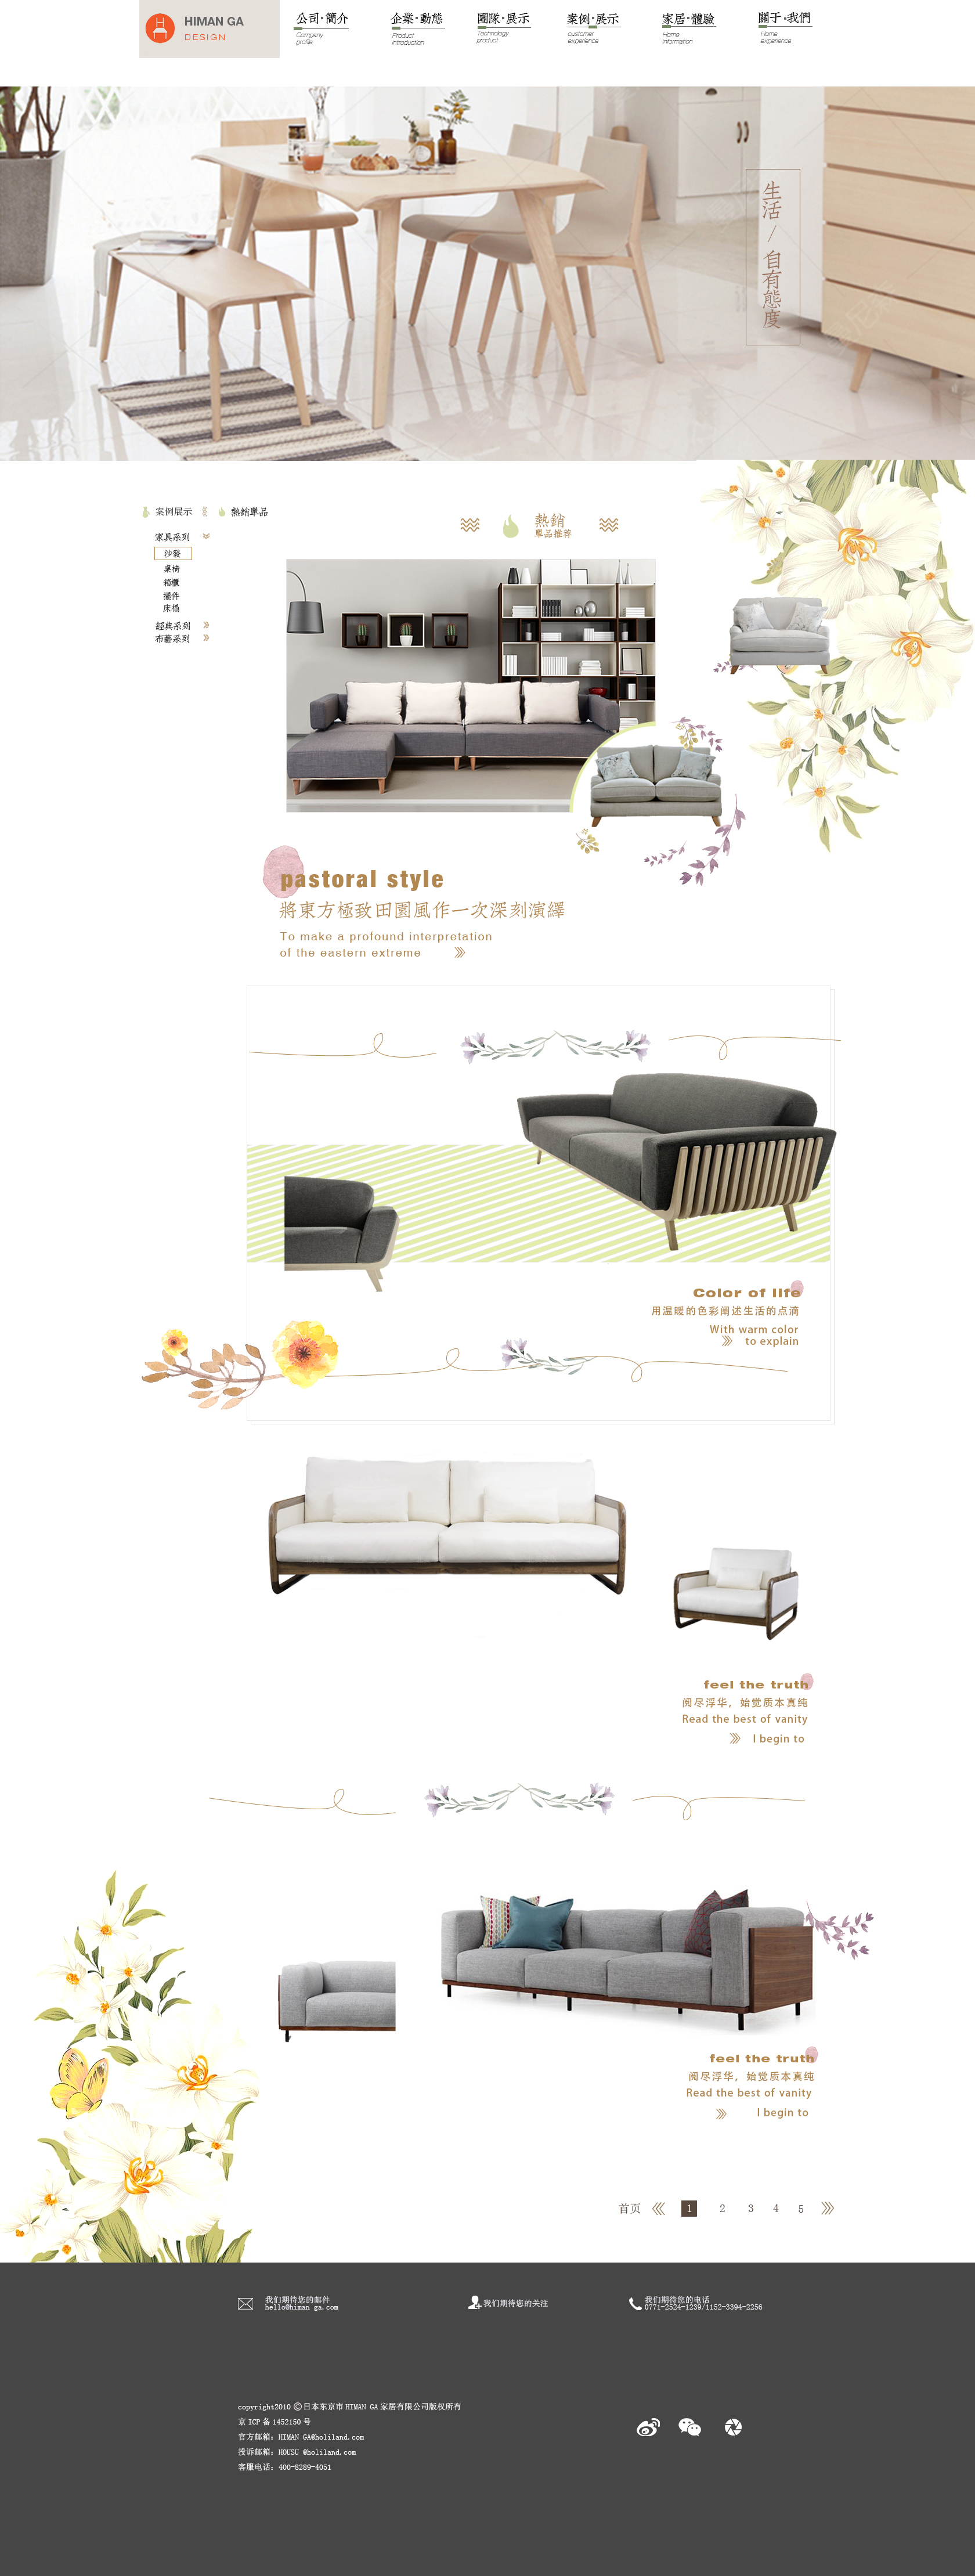 HIMAN GA
DESIGN
公司·簡介
Company
profile
企業·動態
Product
introduction
團隊·展示
Technology
product
案例·展示
customer
experience
家居·體驗
Home
information
關于·我們
Home
experience
生活 / 自有態度
案例展示
熱銷單品
家具系列
沙發
桌椅
箱櫃
擺件
床榻
經典系列
布藝系列
熱銷
單品推荐
pastoral style
將東方極致田園風作一次深刻演繹
To make a profound interpretation
of the eastern extreme
Color of life
用温暖的色彩阐述生活的点滴
With warm color
to explain
feel the truth
阅尽浮华，始觉质本真纯
Read the best of vanity
I begin to
feel the truth
阅尽浮华，始觉质本真纯
Read the best of vanity
I begin to
首页 1 2 3 4 5
我们期待您的邮件
hello@himan ga.com
我们期待您的关注
我们期待您的电话
0771-2524-1239/1152-3394-2256
copyright2010 ©日本东京市 HIMAN GA 家居有限公司版权所有
京 ICP 备 1452150 号
官方邮箱：HIMAN GA@holiland.com
投诉邮箱：HOUSU @holiland.com
客服电话：400-8289-4051